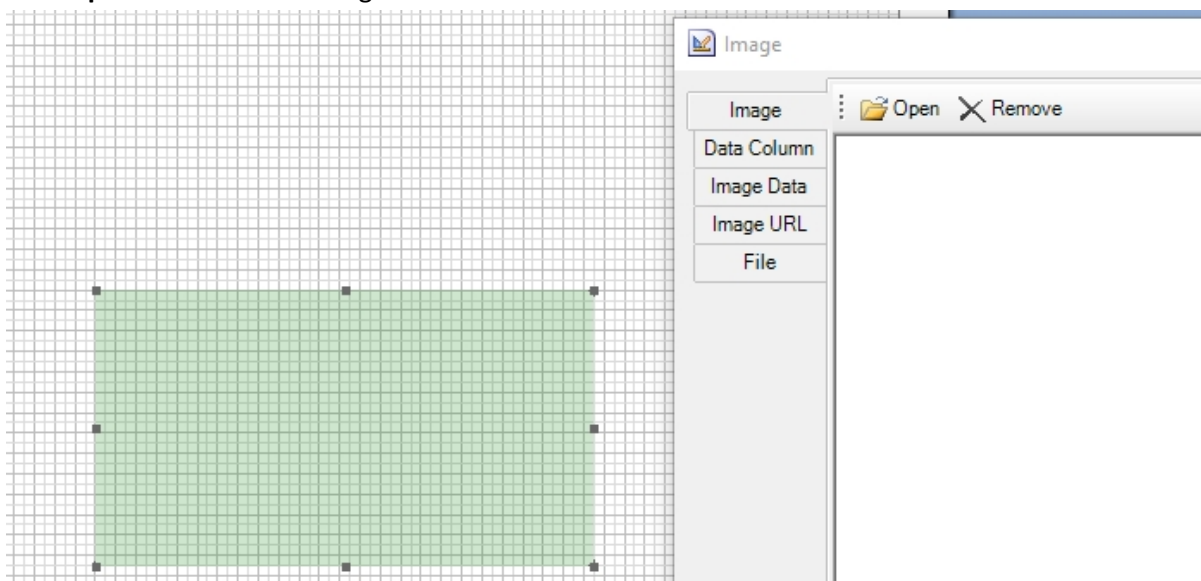 Image
Image
Open
Remove
Data Column
Image Data
Image URL
File